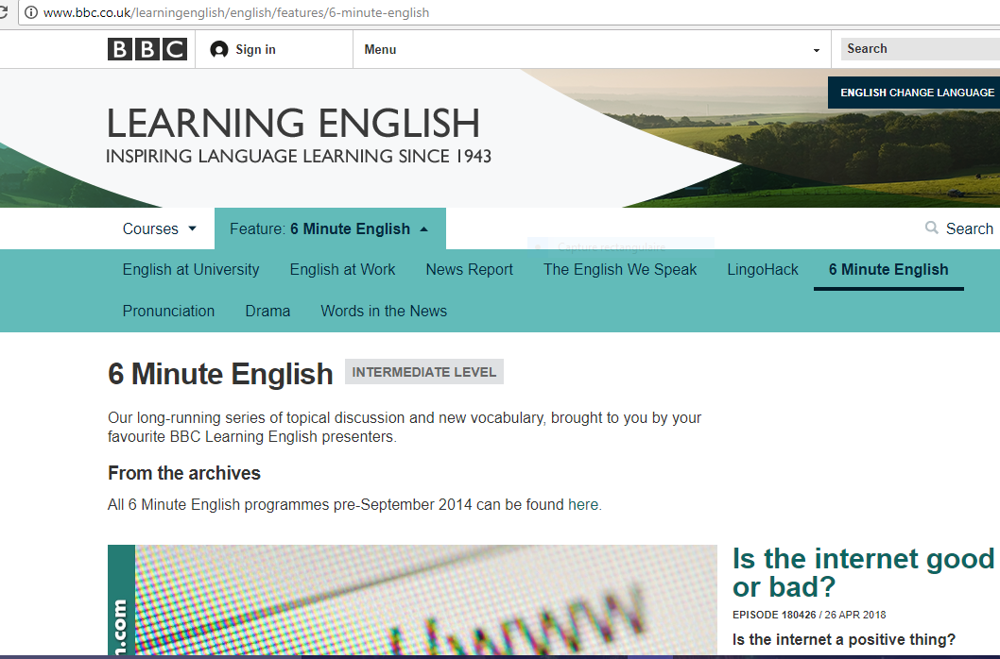 www.bbc.co.uk/learningenglish/english/features/6-minute-english
BBC Sign in Menu Search
ENGLISH CHANGE LANGUAGE
LEARNING ENGLISH
INSPIRING LANGUAGE LEARNING SINCE 1943
Courses Feature: 6 Minute English Search
Capture rectangulaire
English at University English at Work News Report The English We Speak LingoHack 6 Minute English
Pronunciation Drama Words in the News
6 Minute English INTERMEDIATE LEVEL
Our long-running series of topical discussion and new vocabulary, brought to you by your
favourite BBC Learning English presenters.
From the archives
All 6 Minute English programmes pre-September 2014 can be found here.
Is the internet good
or bad?
EPISODE 180426 / 26 APR 2018
Is the internet a positive thing?
www
.com